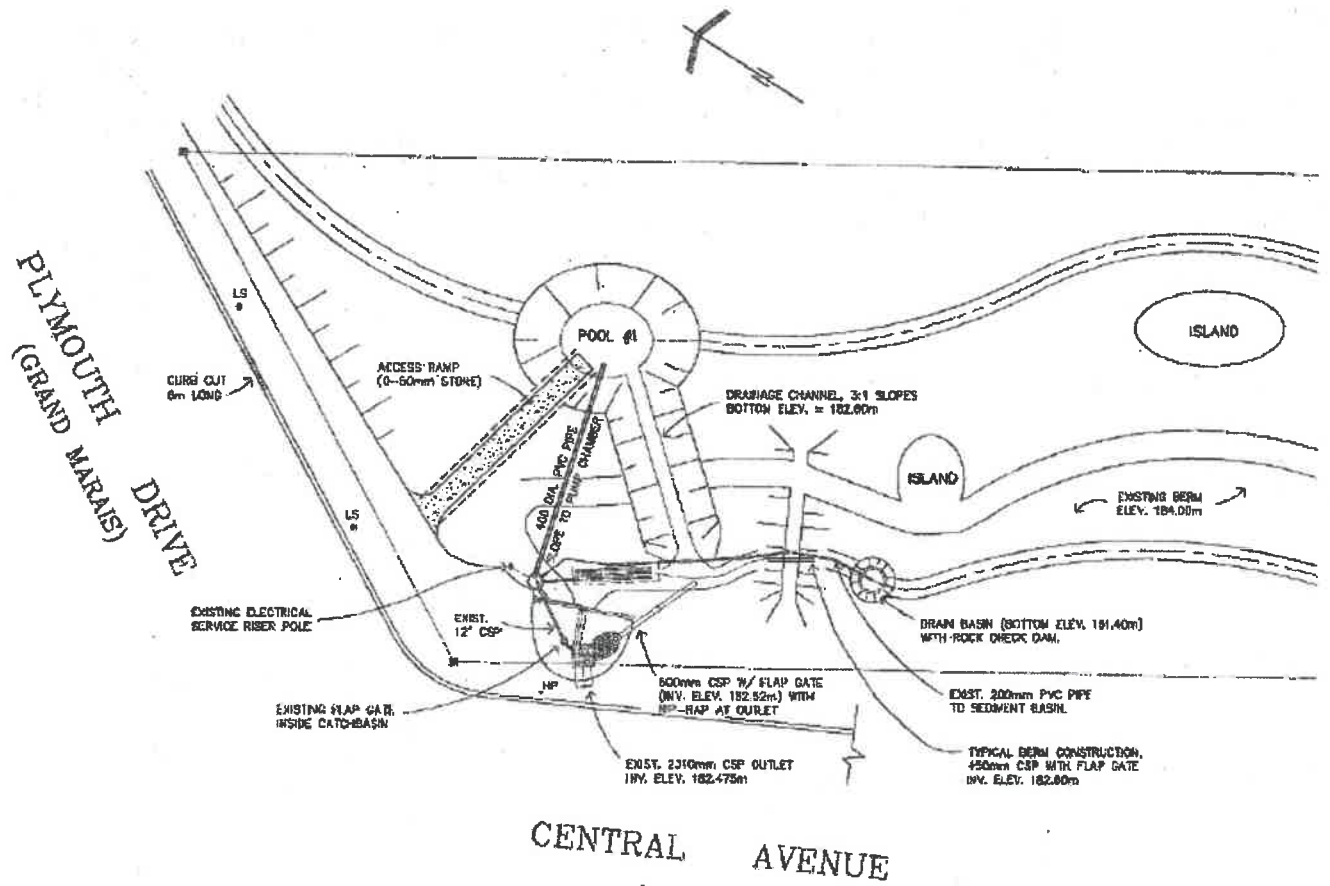 N
PLYMOUTH DRIVE
(GRAND MARAIS)
LS
CURB CUT
6m LONG
ACCESS RAMP
(0-60mm STONE)
POOL #1
ISLAND
DRAINAGE CHANNEL, 3:1 SLOPES
BOTTOM ELEV. = 182.60m
400 DIA. PVC PIPE
SLOPE TO PUMP CHAMBER
ISLAND
EXISTING BERM
ELEV. 184.00m
LS
EXISTING ELECTRICAL
SERVICE RISER POLE
EXIST.
12" CSP
DRAIN BASIN (BOTTOM ELEV. 181.40m)
WITH ROCK CHECK DAM.
HP
600mm CSP W/ FLAP GATE
(INV. ELEV. 182.52m) WITH
RIP-RAP AT OUTLET
EXIST. 200mm PVC PIPE
TO SEDIMENT BASIN.
EXISTING FLAP GATE
INSIDE CATCHBASIN
EXIST. 2310mm CSP OUTLET
INV. ELEV. 182.475m
TYPICAL BERM CONSTRUCTION,
450mm CSP WITH FLAP GATE
INV. ELEV. 182.60m
CENTRAL AVENUE